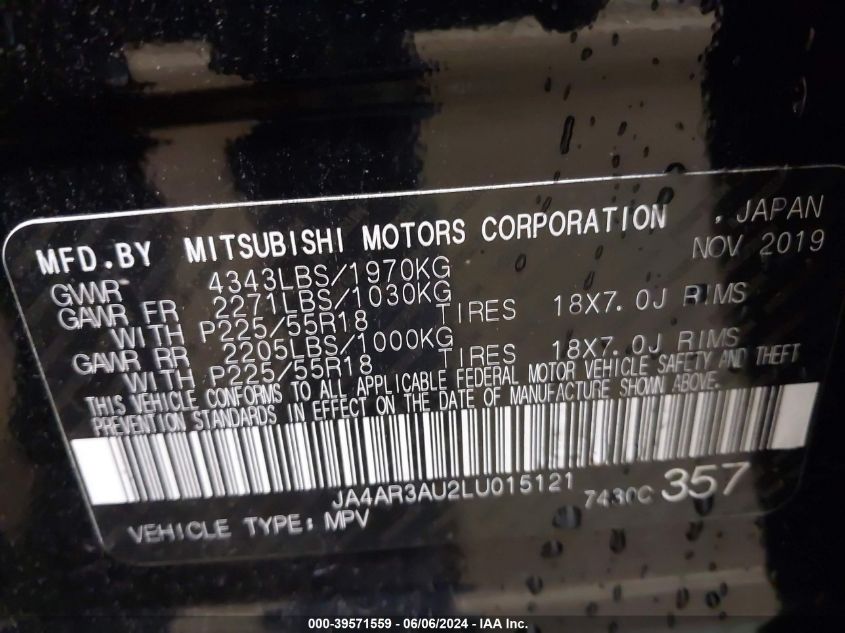 MFD.BY MITSUBISHI MOTORS CORPORATION . JAPAN
NOV 2019
GVWR 4343LBS/1970KG
GAWR FR 2271LBS/1030KG
WITH P225/55R18 TIRES 18X7.0J RIMS
GAWR RR 2205LBS/1000KG
WITH P225/55R18 TIRES 18X7.0J RIMS
THIS VEHICLE CONFORMS TO ALL APPLICABLE FEDERAL MOTOR VEHICLE SAFETY AND THEFT
PREVENTION STANDARDS IN EFFECT ON THE DATE OF MANUFACTURE SHOWN ABOVE.
JA4AR3AU2LU015121 7430C 357
VEHICLE TYPE: MPV
000-39571559 - 06/06/2024 - IAA Inc.